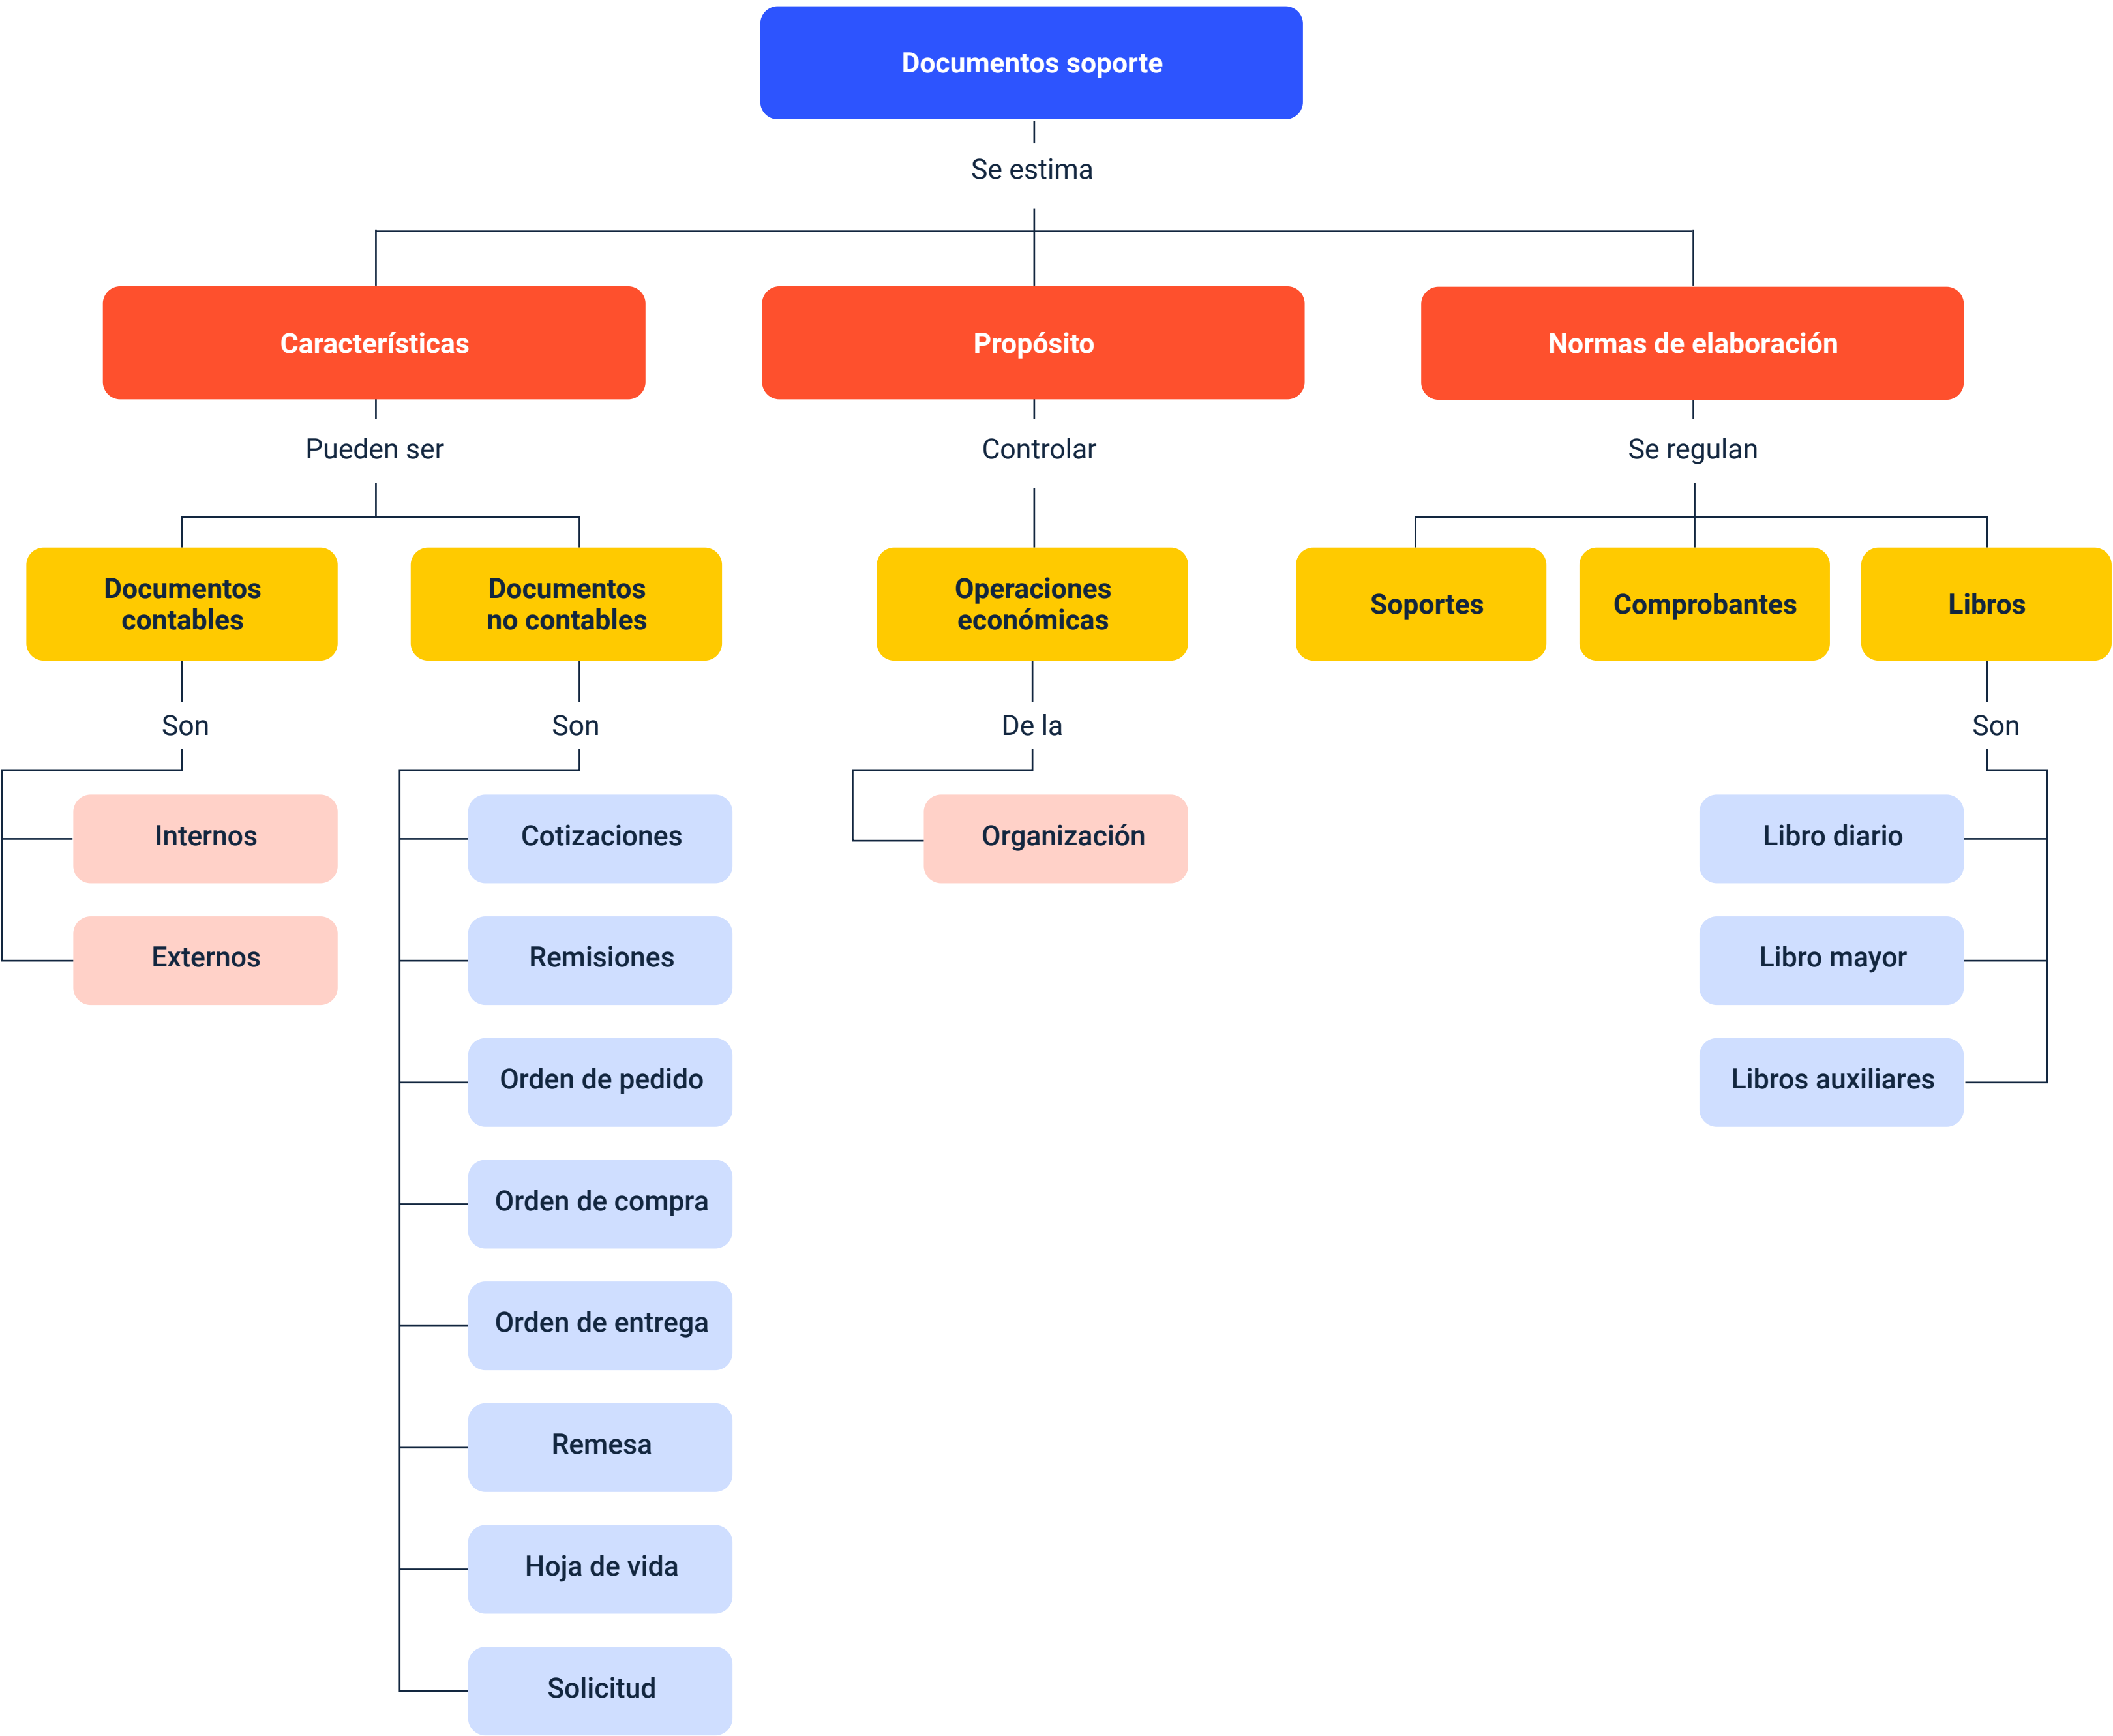 Documentos soporte
Se estima
Características
Propósito
Normas de elaboración
Pueden ser
Controlar
Se regulan
Documentos
contables
Documentos
no contables
Operaciones
económicas
Soportes
Comprobantes
Libros
Son
Son
De la
Son
Internos
Externos
Cotizaciones
Remisiones
Orden de pedido
Orden de compra
Orden de entrega
Remesa
Hoja de vida
Solicitud
Organización
Libro diario
Libro mayor
Libros auxiliares